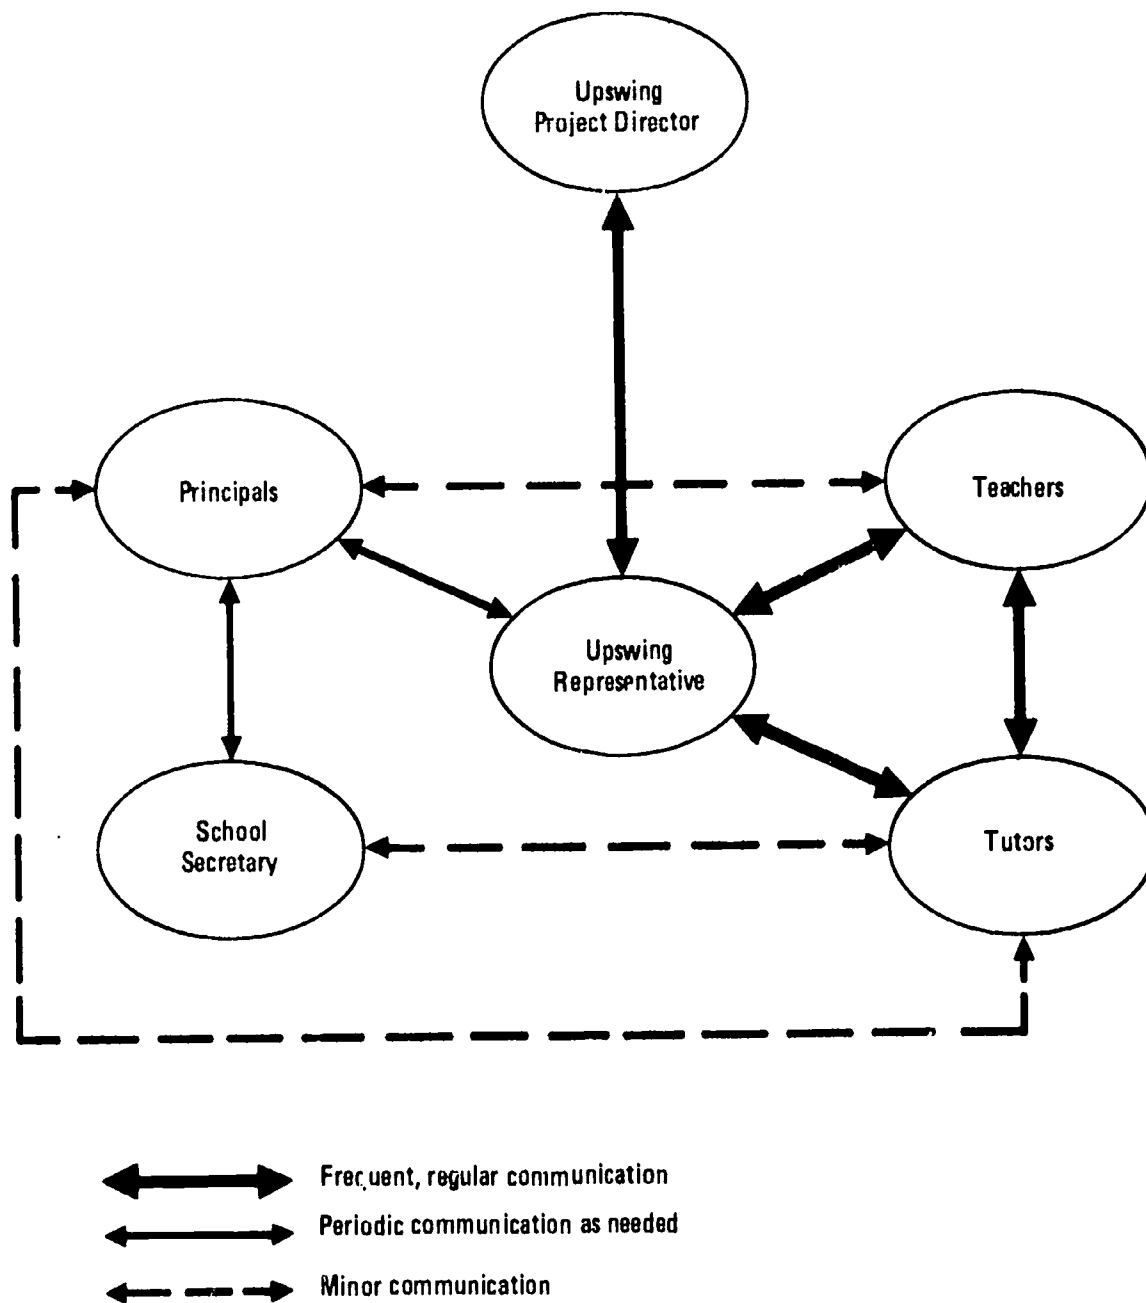 Upswing
Project Director
Principals
Teachers
Upswing
Representative
School
Secretary
Tutors
Frequent, regular communication
Periodic communication as needed
Minor communication